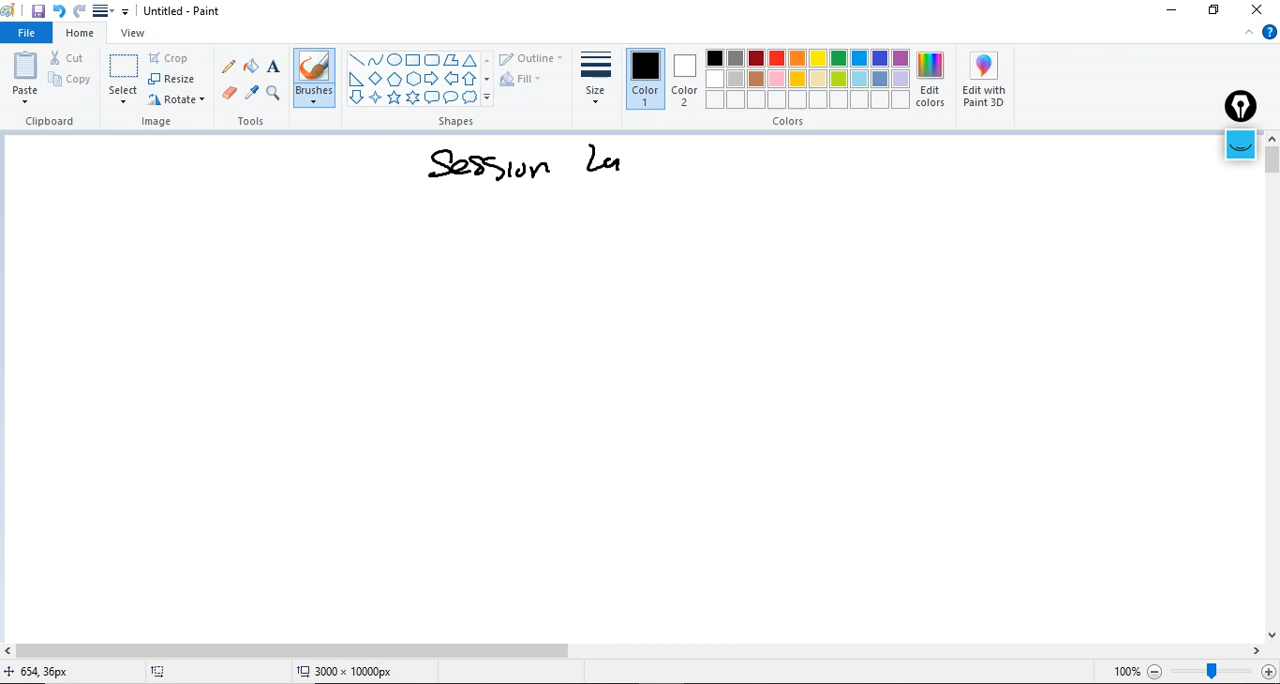 Untitled - Paint
File Home View
Paste
Cut
Copy
Clipboard
Select
Crop
Resize
Rotate
Image
Tools
Brushes
Shapes
Outline
Fill
Size
Color 1
Color 2
Edit colors
Colors
Edit with Paint 3D
Session La
654, 36px
3000 × 10000px
100%